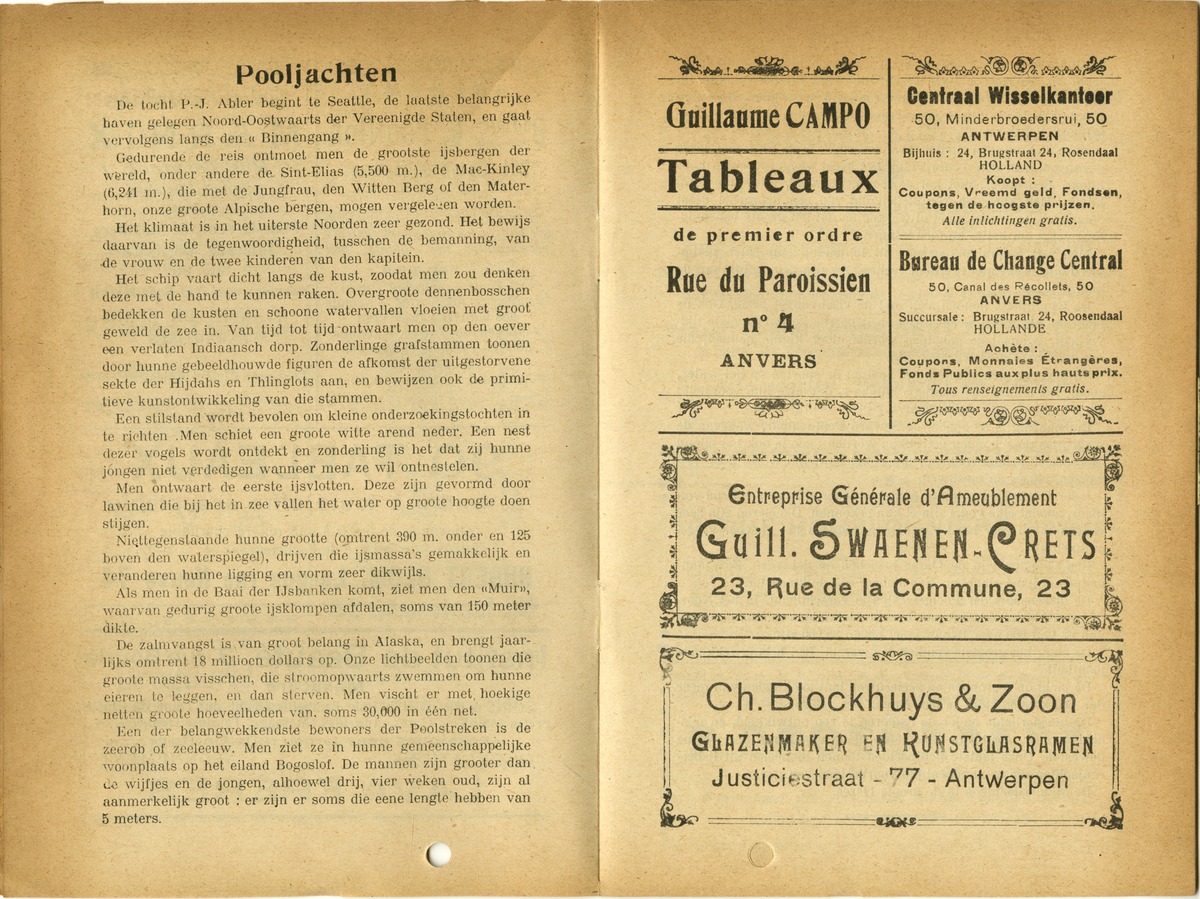 Pooljachten
De tocht P.-J. Abler begint te Seattle, de laatste belangrijke
haven gelegen Noord-Oostwaarts der Vereenigde Staten, en gaat
vervolgens langs den « Binnengang ».
Gedurende de reis ontmoet men de grootste ijsbergen der
wereld, onder andere de Sint-Elias (5,500 m.), de Mac-Kinley
(6,241 m.), die met de Jungfrau, den Witten Berg of den Mater-
horn, onze groote Alpische bergen, mogen vergeleken worden.
Het klimaat is in het uiterste Noorden zeer gezond. Het bewijs
daarvan is de tegenwoordigheid, tusschen de bemanning, van
de vrouw en de twee kinderen van den kapitein.
Het schip vaart dicht langs de kust, zoodat men zou denken
deze met de hand te kunnen raken. Overgroote dennenbosschen
bedekken de kusten en schoone watervallen vloeien met groot
geweld de zee in. Van tijd tot tijd ontwaart men op den oever
een verlaten Indiaansch dorp. Zonderlinge grafstammen toonen
door hunne gebeeldhouwde figuren de afkomst der uitgestorvene
sekte der Hijdahs en Thlinglots aan, en bewijzen ook de primi-
tieve kunstontwikkeling van die stammen.
Een stilstand wordt bevolen om kleine onderzoekingstochten in
te richten .Men schiet een groote witte arend neder. Een nest
dezer vogels wordt ontdekt en zonderling is het dat zij hunne
jongen niet verdedigen wanneer men ze wil ontnestelen.
Men ontwaart de eerste ijsvlotten. Deze zijn gevormd door
lawinen die bij het in zee vallen het water op groote hoogte doen
stijgen.
Niettegenstaande hunne grootte (omtrent 390 m. onder en 125
boven den waterspiegel), drijven die ijsmassa's gemakkelijk en
veranderen hunne ligging en vorm zeer dikwijls.
Als men in de Baai der IJsbanken komt, ziet men den «Muir»,
waarvan gedurig groote ijsklompen afdalen, soms van 150 meter
dikte.
De zalmvangst is van groot belang in Alaska, en brengt jaar-
lijks omtrent 18 millioen dollars op. Onze lichtbeelden toonen die
groote massa visschen, die stroomopwaarts zwemmen om hunne
eieren te leggen, en dan sterven. Men vischt er met hoekige
netten groote hoeveelheden van, soms 30,000 in één net.
Een der belangwekkendste bewoners der Poolstreken is de
zeerob of zeeleeuw. Men ziet ze in hunne gemeenschappelijke
woonplaats op het eiland Bogoslof. De mannen zijn grooter dan
de wijfjes en de jongen, alhoewel drij, vier weken oud, zijn al
aanmerkelijk groot : er zijn er soms die eene lengte hebben van
5 meters.
Guillaume CAMPO
Tableaux
de premier ordre
Rue du Paroissien
n° 4
ANVERS
Centraal Wisselkantoor
50, Minderbroedersrui, 50
ANTWERPEN
Bijhuis : 24, Brugstraat 24, Rosendaal
HOLLAND
Koopt :
Coupons, Vreemd geld, Fondsen,
tegen de hoogste prijzen.
Alle inlichtingen gratis.
Bureau de Change Central
50, Canal des Récollets, 50
ANVERS
Succursale : Brugstraat 24, Roosendaal
HOLLANDE
Achète :
Coupons, Monnaies Étrangères,
Fonds Publics aux plus hauts prix.
Tous renseignements gratis.
Entreprise Générale d'Ameublement
Guill. SWAENEN-CRETS
23, Rue de la Commune, 23
Ch. Blockhuys & Zoon
GLAZENMAKER EN KUNSTGLASRAMEN
Justiciestraat - 77 - Antwerpen